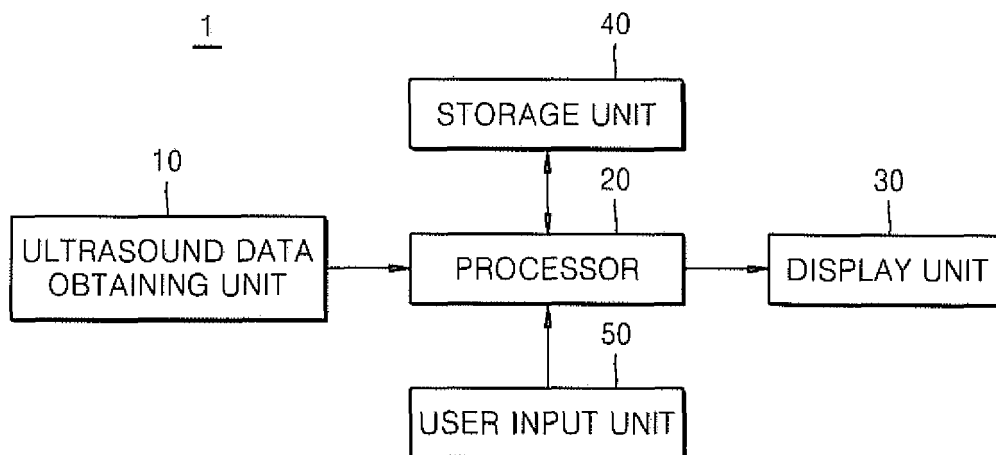 1
40
STORAGE UNIT
10
20
30
ULTRASOUND DATA
OBTAINING UNIT
PROCESSOR
DISPLAY UNIT
50
USER INPUT UNIT